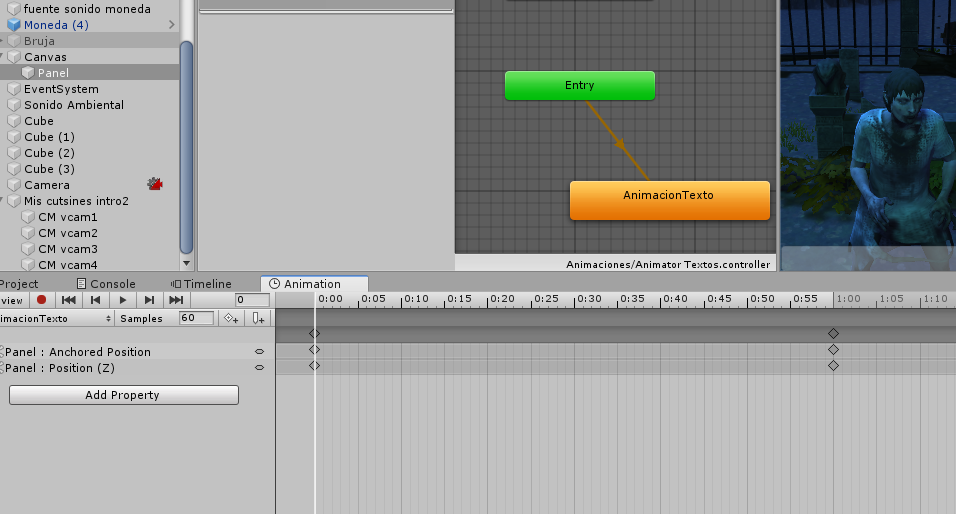 fuente sonido moneda
Moneda (4)
Bruja
Canvas
Panel
EventSystem
Sonido Ambiental
Cube
Cube (1)
Cube (2)
Cube (3)
Camera
Mis cutsines intro2
CM vcam1
CM vcam2
CM vcam3
CM vcam4
Entry
AnimacionTexto
Animaciones/Animator Textos.controller
Project
Console
Timeline
Animation
view
0
0:00 0:05 0:10 0:15 0:20 0:25 0:30 0:35 0:40 0:45 0:50 0:55 1:00 1:05 1:10
imacionTexto
Samples
60
Panel : Anchored Position
Panel : Position (Z)
Add Property